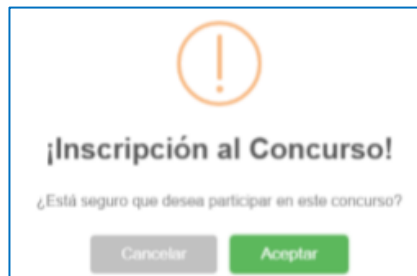 ¡Inscripción al Concurso!
¿Está seguro que desea participar en este concurso?
Cancelar Aceptar